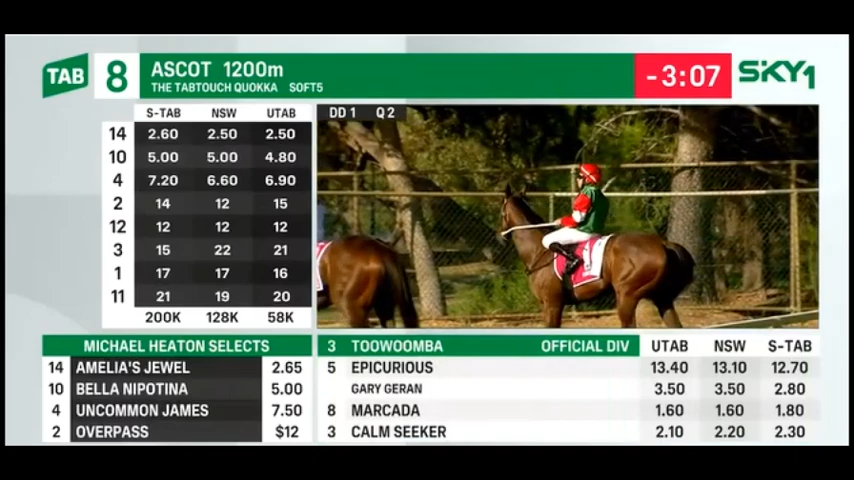 TAB 8 ASCOT 1200m -3:07 SKY1
THE TABTOUCH QUOKKA SOFT5
S-TAB NSW UTAB
14 2.60 2.50 2.50
10 5.00 5.00 4.80
4 7.20 6.60 6.90
2 14 12 15
12 12 12 12
3 15 22 21
1 17 17 16
11 21 19 20
200K 128K 58K
DD 1 Q 2
MICHAEL HEATON SELECTS
14 AMELIA'S JEWEL 2.65
10 BELLA NIPOTINA 5.00
4 UNCOMMON JAMES 7.50
2 OVERPASS $12
3 TOOWOOMBA OFFICIAL DIV UTAB NSW S-TAB
5 EPICURIOUS 13.40 13.10 12.70
GARY GERAN 3.50 3.50 2.80
8 MARCADA 1.60 1.60 1.80
3 CALM SEEKER 2.10 2.20 2.30